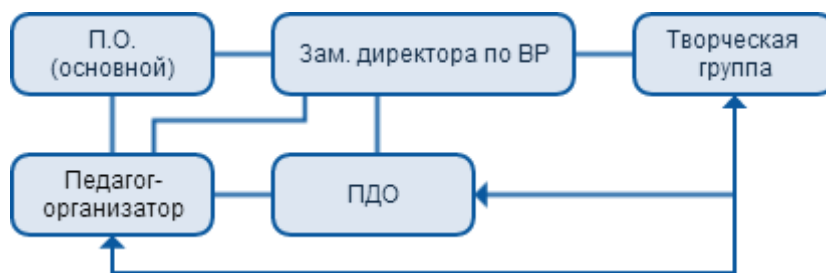 П.О.
(основной)
Зам. директора по ВР
Творческая
группа
Педагог-
организатор
ПДО